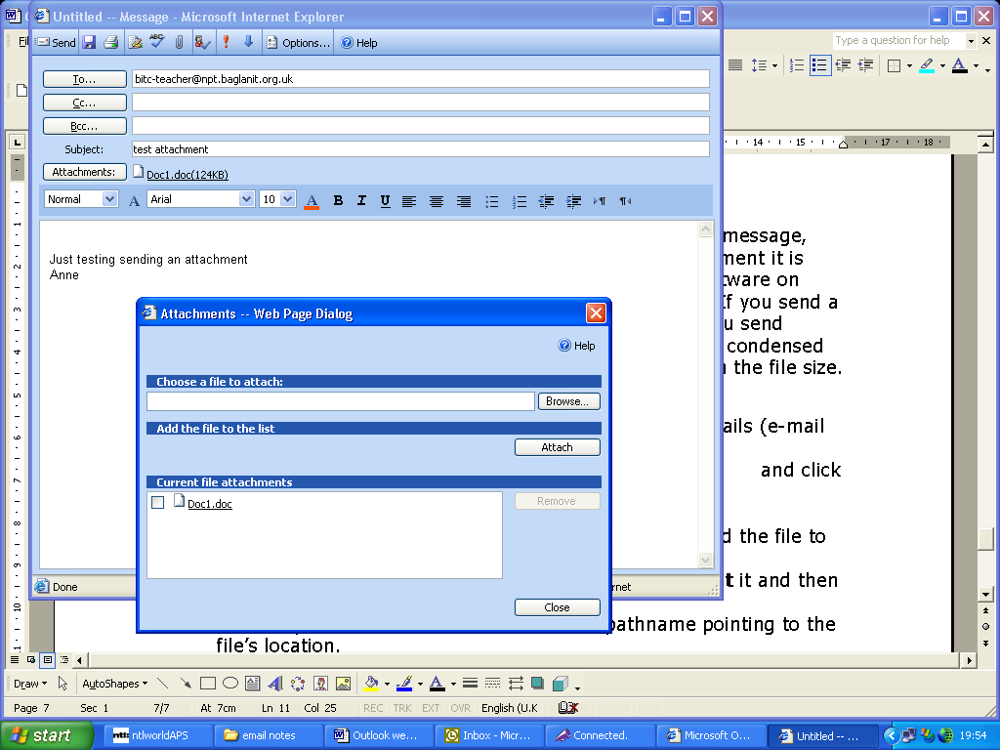 Untitled -- Message - Microsoft Internet Explorer
Send
Options...
Help
Type a question for help
To...
bitc-teacher@npt.baglanit.org.uk
Cc...
Bcc...
Subject:
test attachment
Attachments:
Doc1.doc(124KB)
Normal
Arial
10
B I U
14 15 17 18
Just testing sending an attachment
Anne
message,
ment it is
tware on
If you send a
u send
condensed
the file size.
ails (e-mail
and click
d the file to
t it and then
pathname pointing to the
file's location.
Attachments -- Web Page Dialog
Help
Choose a file to attach:
Browse...
Add the file to the list
Attach
Current file attachments
Doc1.doc
Remove
Close
Done
rnet
Draw
AutoShapes
Page 7
Sec 1
7/7
At 7cm
Ln 11
Col 25
REC TRK EXT OVR
English (U.K
start
ntl: ntlworldAPS
email notes
Outlook we...
Inbox - Micr...
Connected.
Microsoft O...
Untitled -- ...
19:54